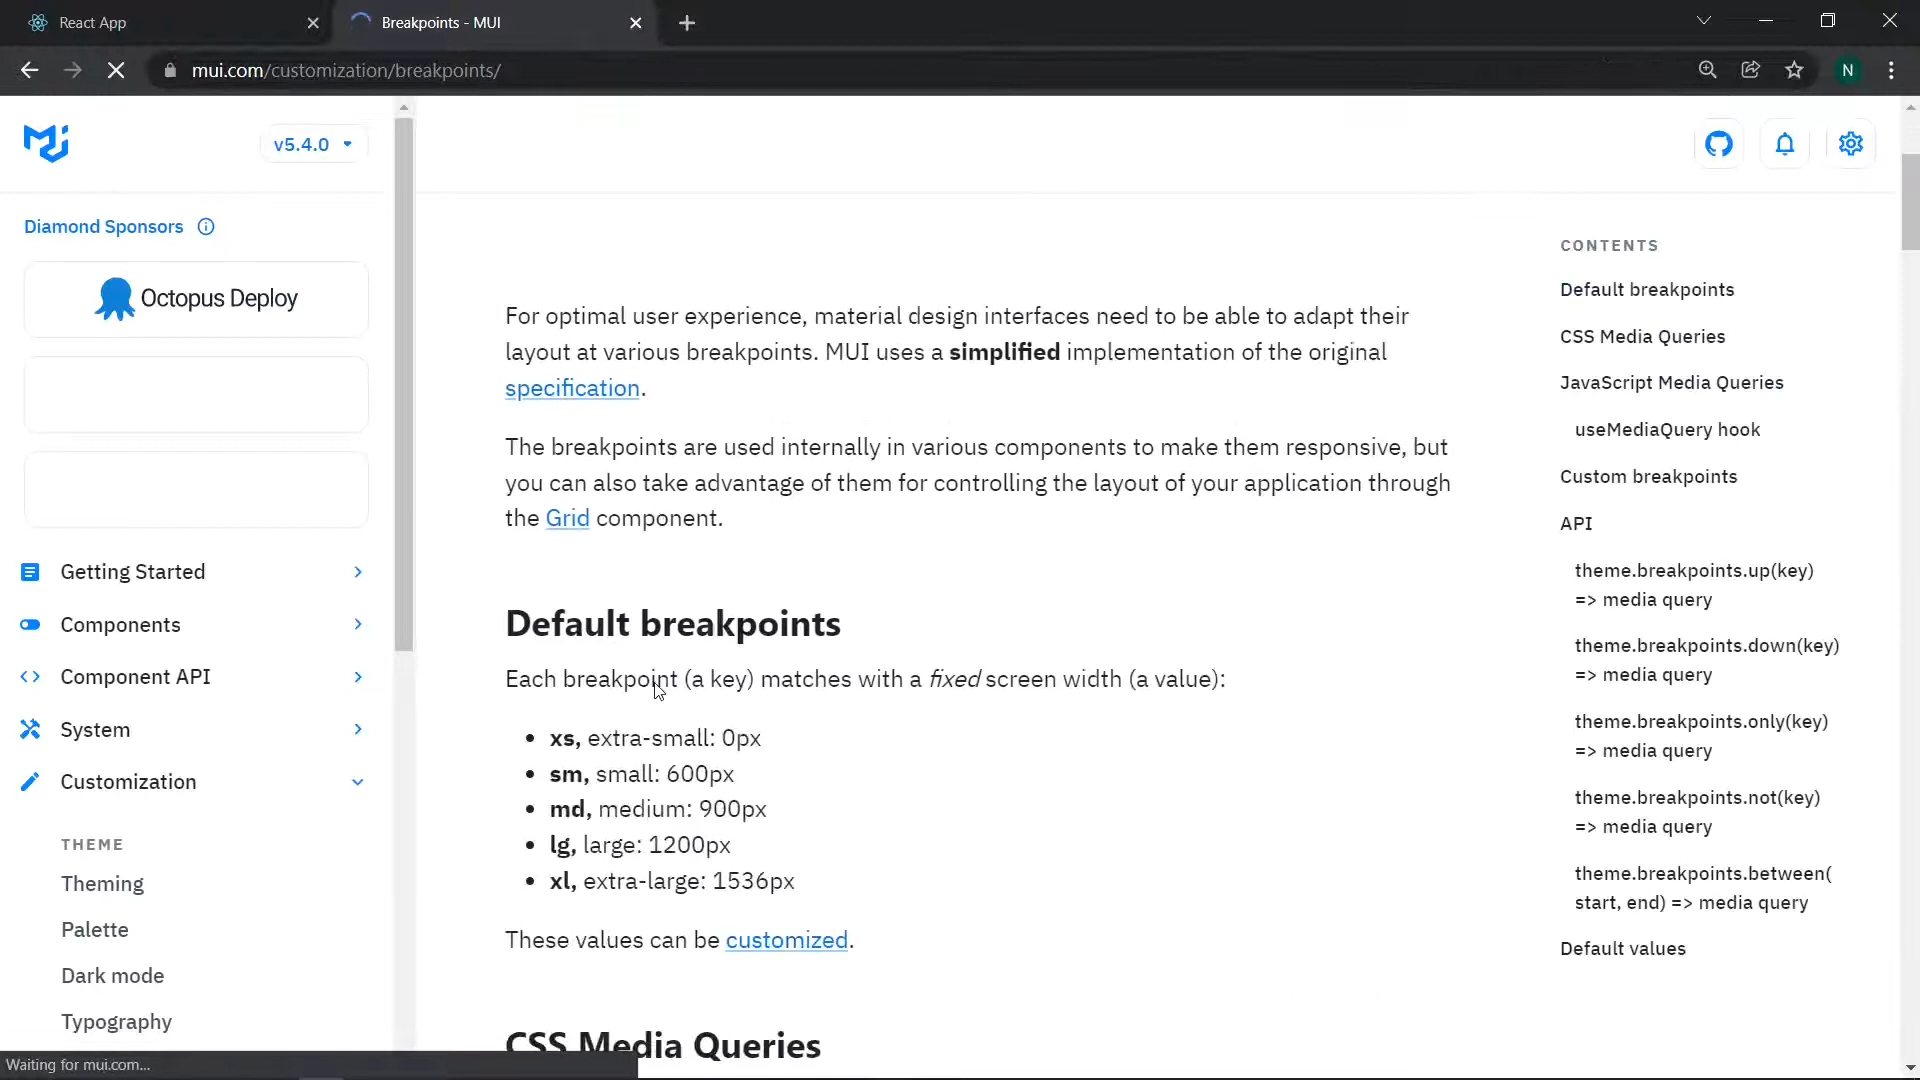 React App
Breakpoints - MUI
mui.com/customization/breakpoints/
N
v5.4.0
Diamond Sponsors
Octopus Deploy
Getting Started
Components
Component API
System
Customization
THEME
Theming
Palette
Dark mode
Typography
For optimal user experience, material design interfaces need to be able to adapt their
layout at various breakpoints. MUI uses a simplified implementation of the original
specification.
The breakpoints are used internally in various components to make them responsive, but
you can also take advantage of them for controlling the layout of your application through
the Grid component.
Default breakpoints
Each breakpoint (a key) matches with a fixed screen width (a value):
• xs, extra-small: 0px
• sm, small: 600px
• md, medium: 900px
• lg, large: 1200px
• xl, extra-large: 1536px
These values can be customized.
CSS Media Queries
CONTENTS
Default breakpoints
CSS Media Queries
JavaScript Media Queries
useMediaQuery hook
Custom breakpoints
API
theme.breakpoints.up(key)
=> media query
theme.breakpoints.down(key)
=> media query
theme.breakpoints.only(key)
=> media query
theme.breakpoints.not(key)
=> media query
theme.breakpoints.between(
start, end) => media query
Default values
Waiting for mui.com...